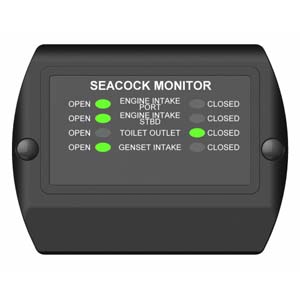 SEACOCK MONITOR
OPEN ENGINE INTAKE PORT CLOSED
OPEN ENGINE INTAKE STBD CLOSED
OPEN TOILET OUTLET CLOSED
OPEN GENSET INTAKE CLOSED